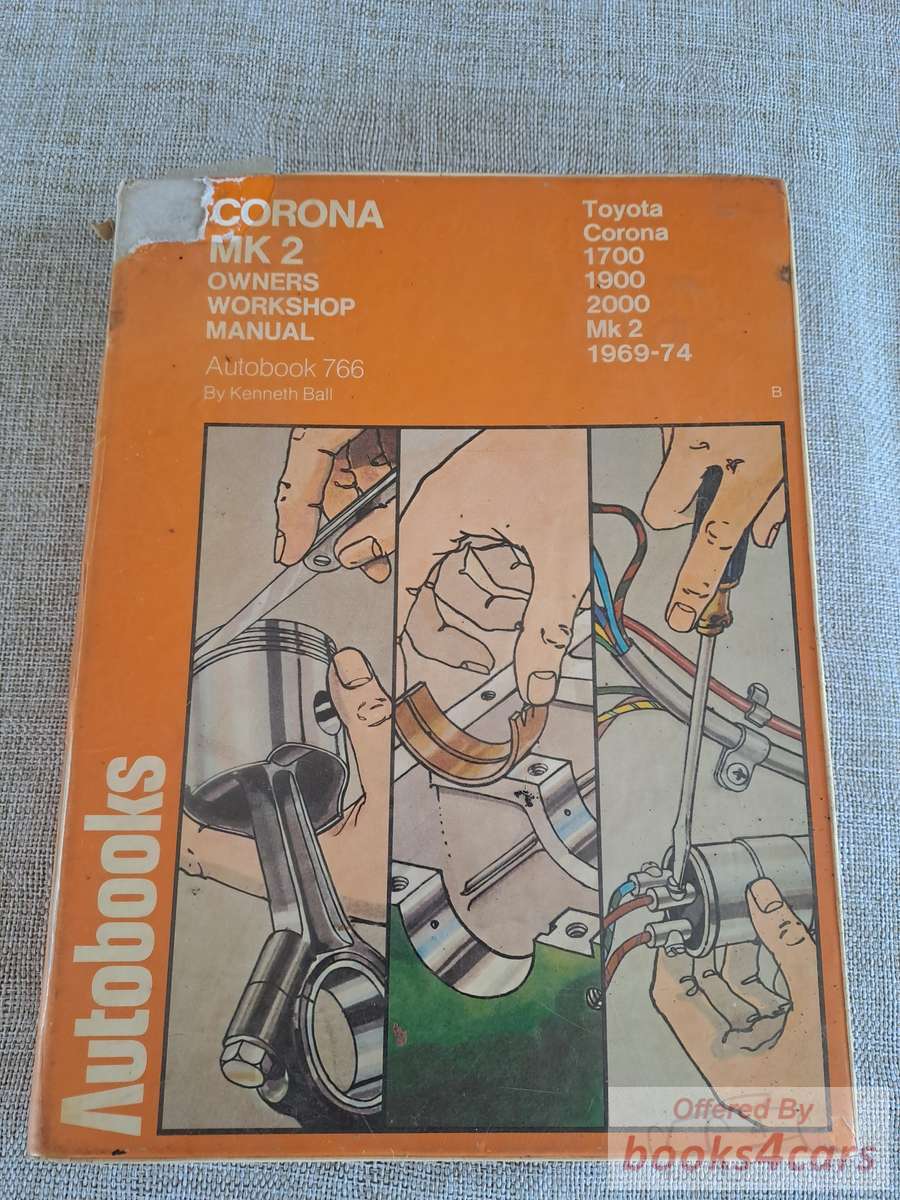 CORONA
MK 2
OWNERS
WORKSHOP
MANUAL
Autobook 766
By Kenneth Ball
Toyota
Corona
1700
1900
2000
Mk 2
1969-74
B
Autobooks
Offered By
books4cars